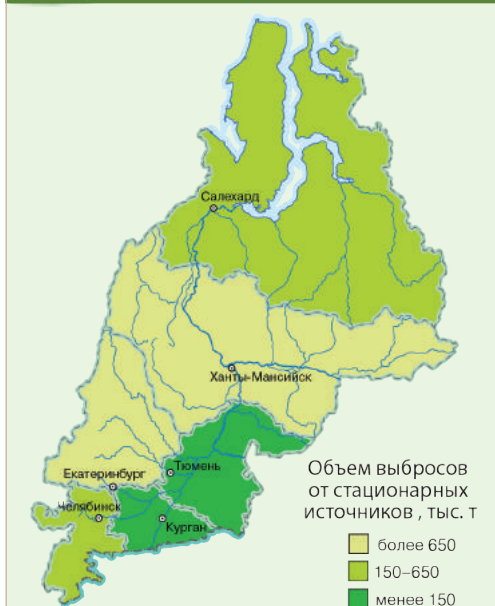 Салехард
Ханты-Мансийск
Тюмень
Екатеринбург
Челябинск
Курган
Объем выбросов
от стационарных
источников , тыс. т
более 650
150–650
менее 150